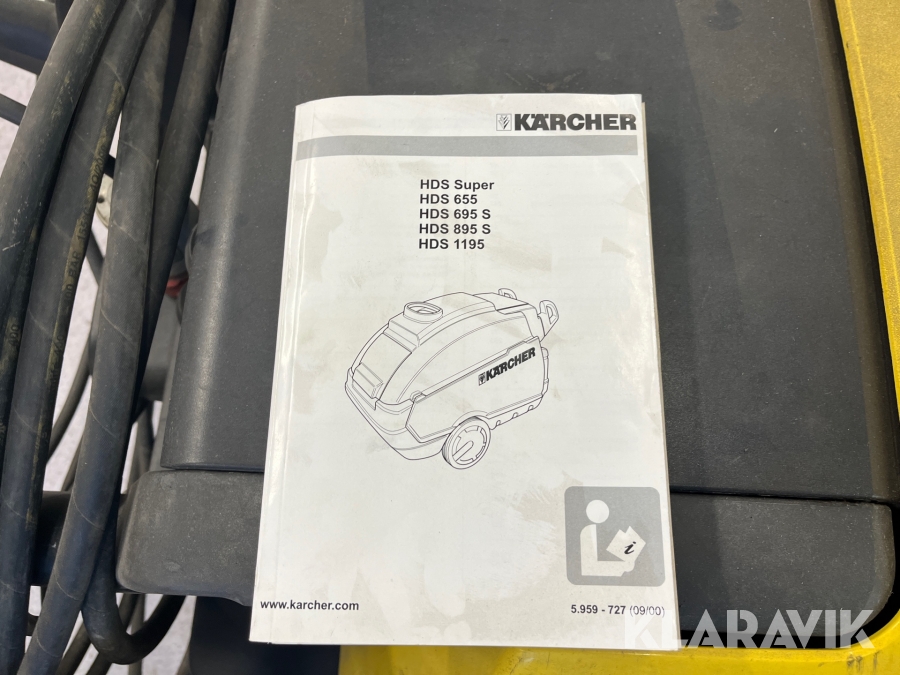 KÄRCHER
HDS Super
HDS 655
HDS 695 S
HDS 895 S
HDS 1195
KÄRCHER
i
www.karcher.com
5.959 - 727 (09/00)
KLARAVIK